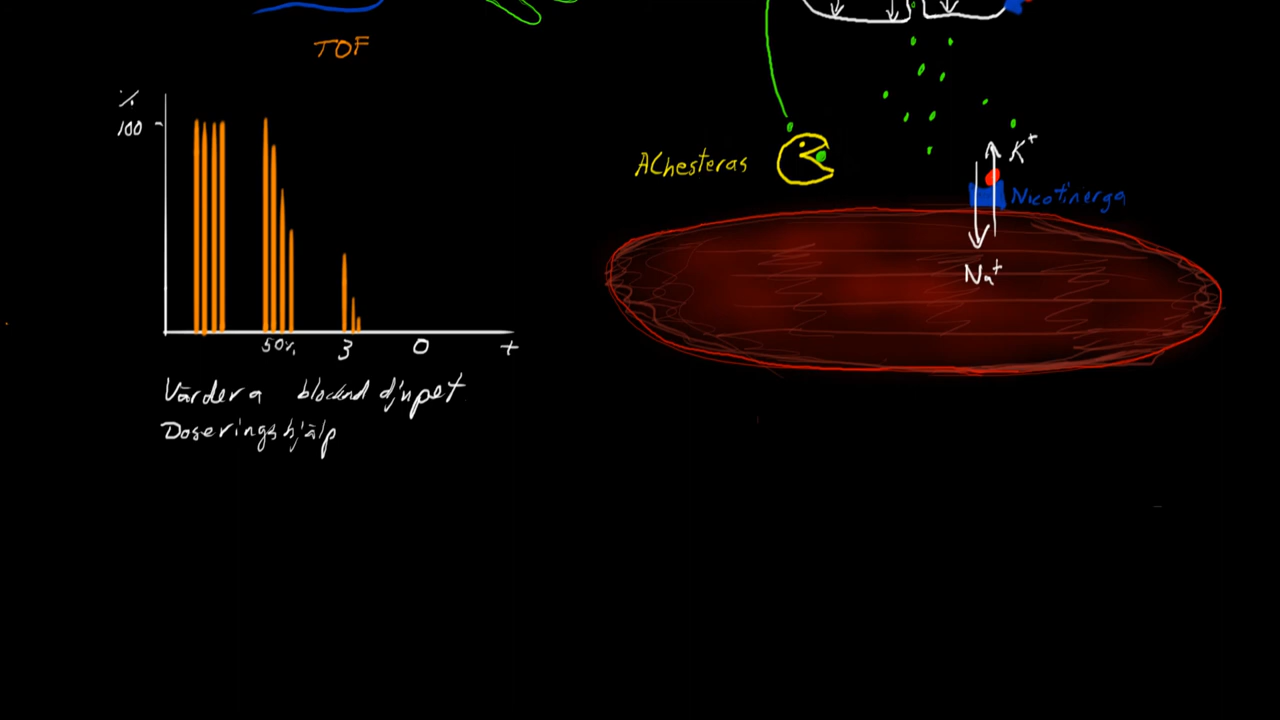 TOF
%
100
50%
3
0
t
Värdera blockad djupet
Doseringshjälp
AChesteras
K+
Nicotinerga
Na+